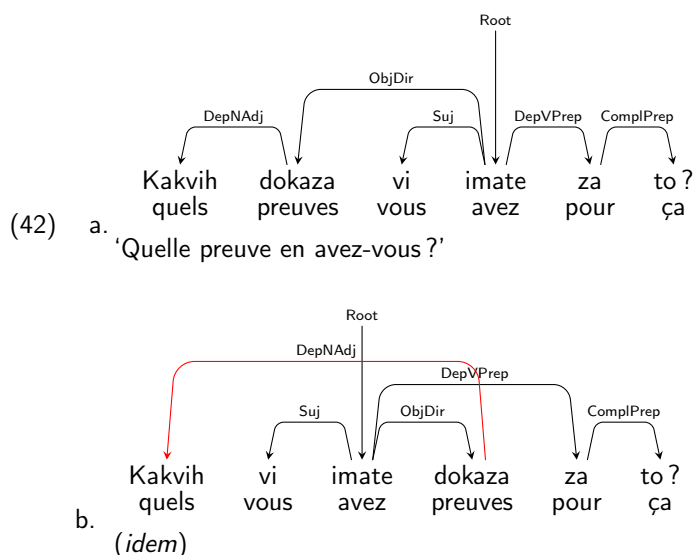 Root
ObjDir
DepNAdj Suj DepVPrep ComplPrep
Kakvih dokaza vi imate za to ?
quels preuves vous avez pour ça
(42) a.
‘Quelle preuve en avez-vous ?’
Root
DepNAdj
DepVPrep
Suj ObjDir ComplPrep
Kakvih vi imate dokaza za to ?
quels vous avez preuves pour ça
b.
(idem)